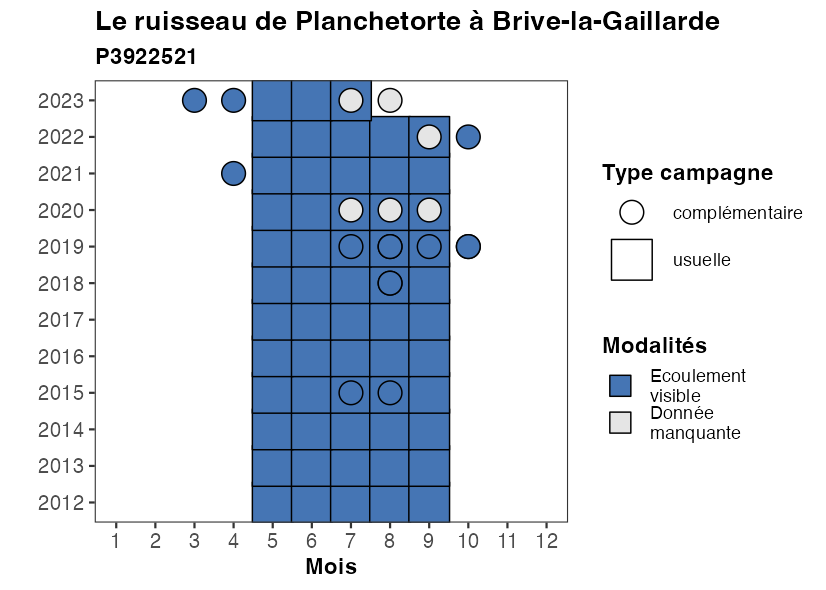 Le ruisseau de Planchetorte à Brive-la-Gaillarde
P3922521
2023
2022
2021
2020
2019
2018
2017
2016
2015
2014
2013
2012
1 2 3 4 5 6 7 8 9 10 11 12
Mois
Type campagne
complémentaire
usuelle
Modalités
Ecoulement
visible
Donnée
manquante